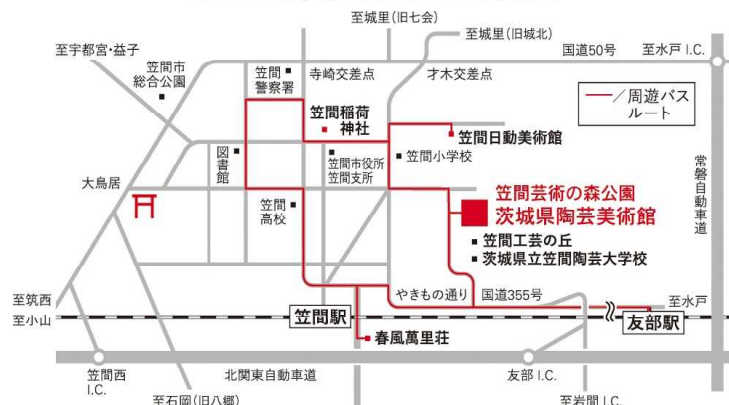 至城里(旧七会)
至城里(旧城北)
至宇都宮・益子
国道50号
至水戸 I.C.
笠間市
総合公園
笠間
警察署
寺崎交差点
才木交差点
／周遊バス
ルート
笠間稲荷
神社
笠間日動美術館
図書館
笠間市役所
笠間支所
笠間小学校
常磐自動車道
大鳥居
笠間
高校
笠間芸術の森公園
茨城県陶芸美術館
笠間工芸の丘
茨城県立笠間陶芸大学校
至筑西
至小山
やきもの通り
国道355号
至水戸
笠間駅
友部駅
春風萬里荘
笠間西
I.C.
北関東自動車道
友部 I.C.
至石岡(旧八郷)
至岩間 I.C.